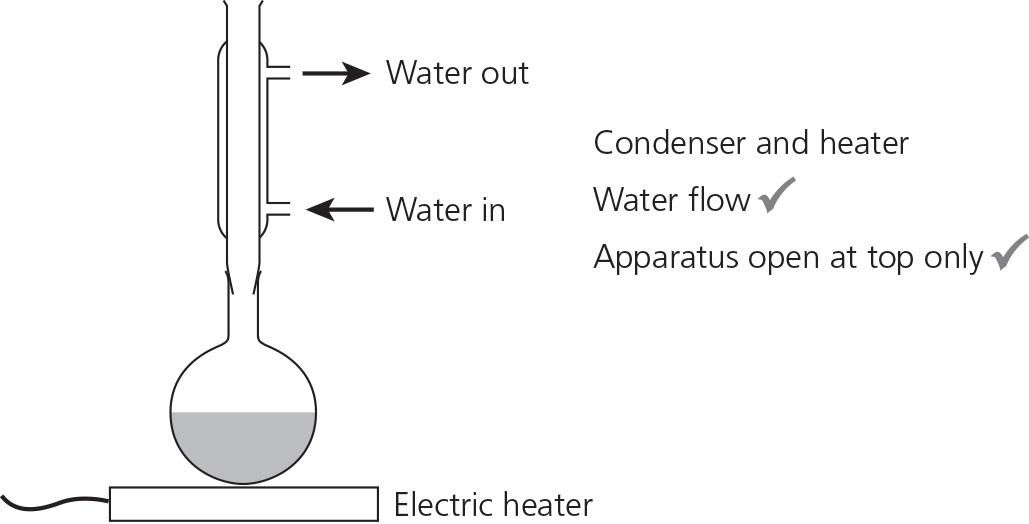 Water out
Condenser and heater
Water flow ✓
Water in
Apparatus open at top only ✓
Electric heater